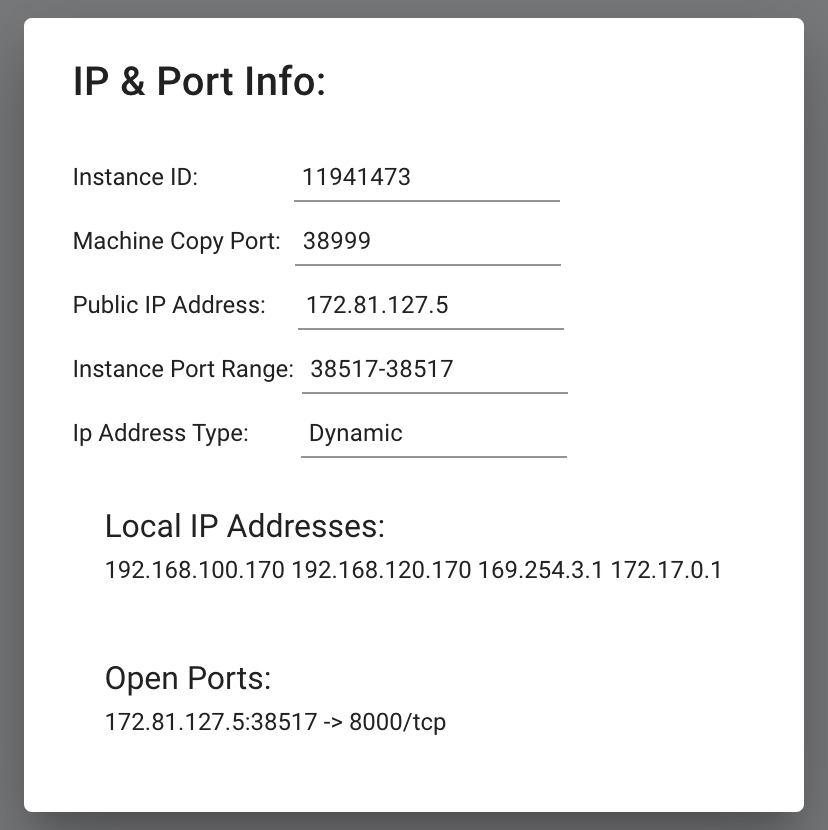 IP & Port Info:
Instance ID: 11941473
Machine Copy Port: 38999
Public IP Address: 172.81.127.5
Instance Port Range: 38517-38517
Ip Address Type: Dynamic
Local IP Addresses:
192.168.100.170 192.168.120.170 169.254.3.1 172.17.0.1
Open Ports:
172.81.127.5:38517 -> 8000/tcp